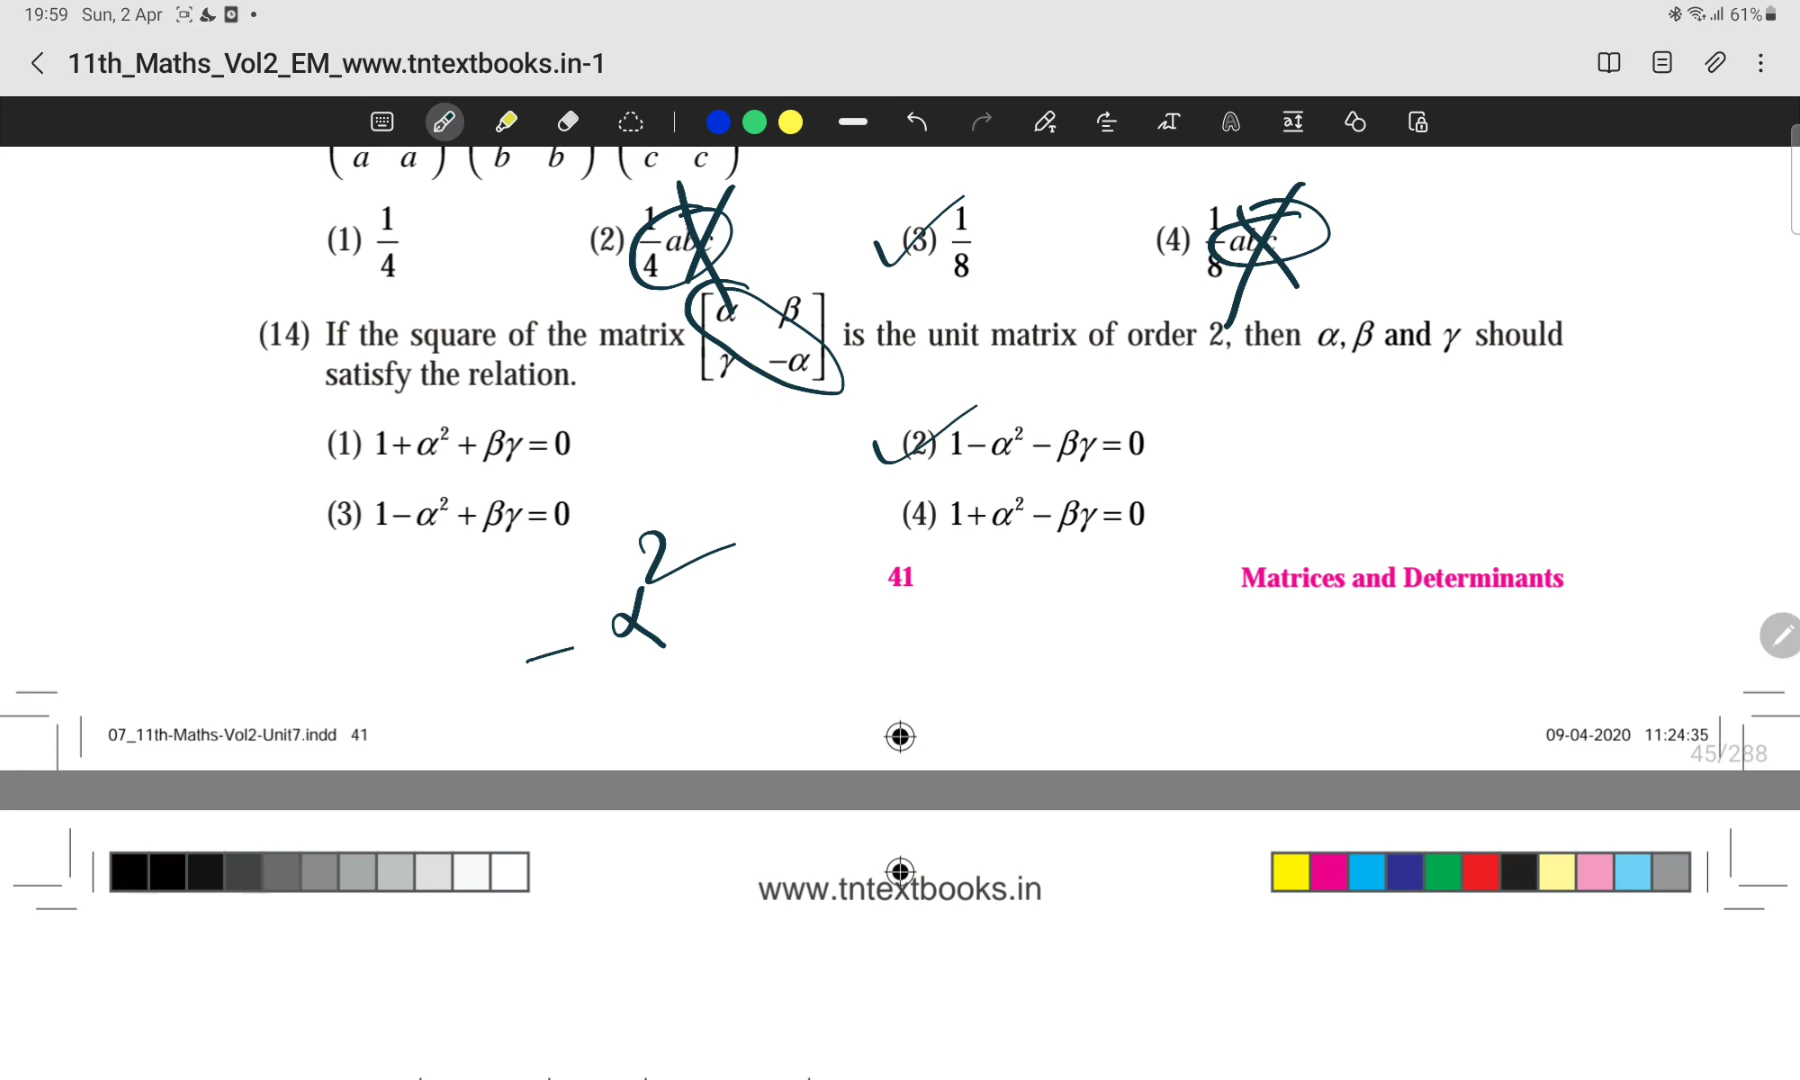 19:59 Sun, 2 Apr
61%
11th_Maths_Vol2_EM_www.tntextbooks.in-1
( a a ) ( b b ) ( c c )
(1) 1/4 (2) 1/4 abc (3) 1/8 (4) 1/8 abc
(14) If the square of the matrix [α β; γ −α] is the unit matrix of order 2, then α, β and γ should
satisfy the relation.
(1) 1+α² + βγ = 0 (2) 1−α² − βγ = 0
(3) 1−α² + βγ = 0 (4) 1+α² − βγ = 0
− α²
41 Matrices and Determinants
07_11th-Maths-Vol2-Unit7.indd 41 09-04-2020 11:24:35
45/288
www.tntextbooks.in